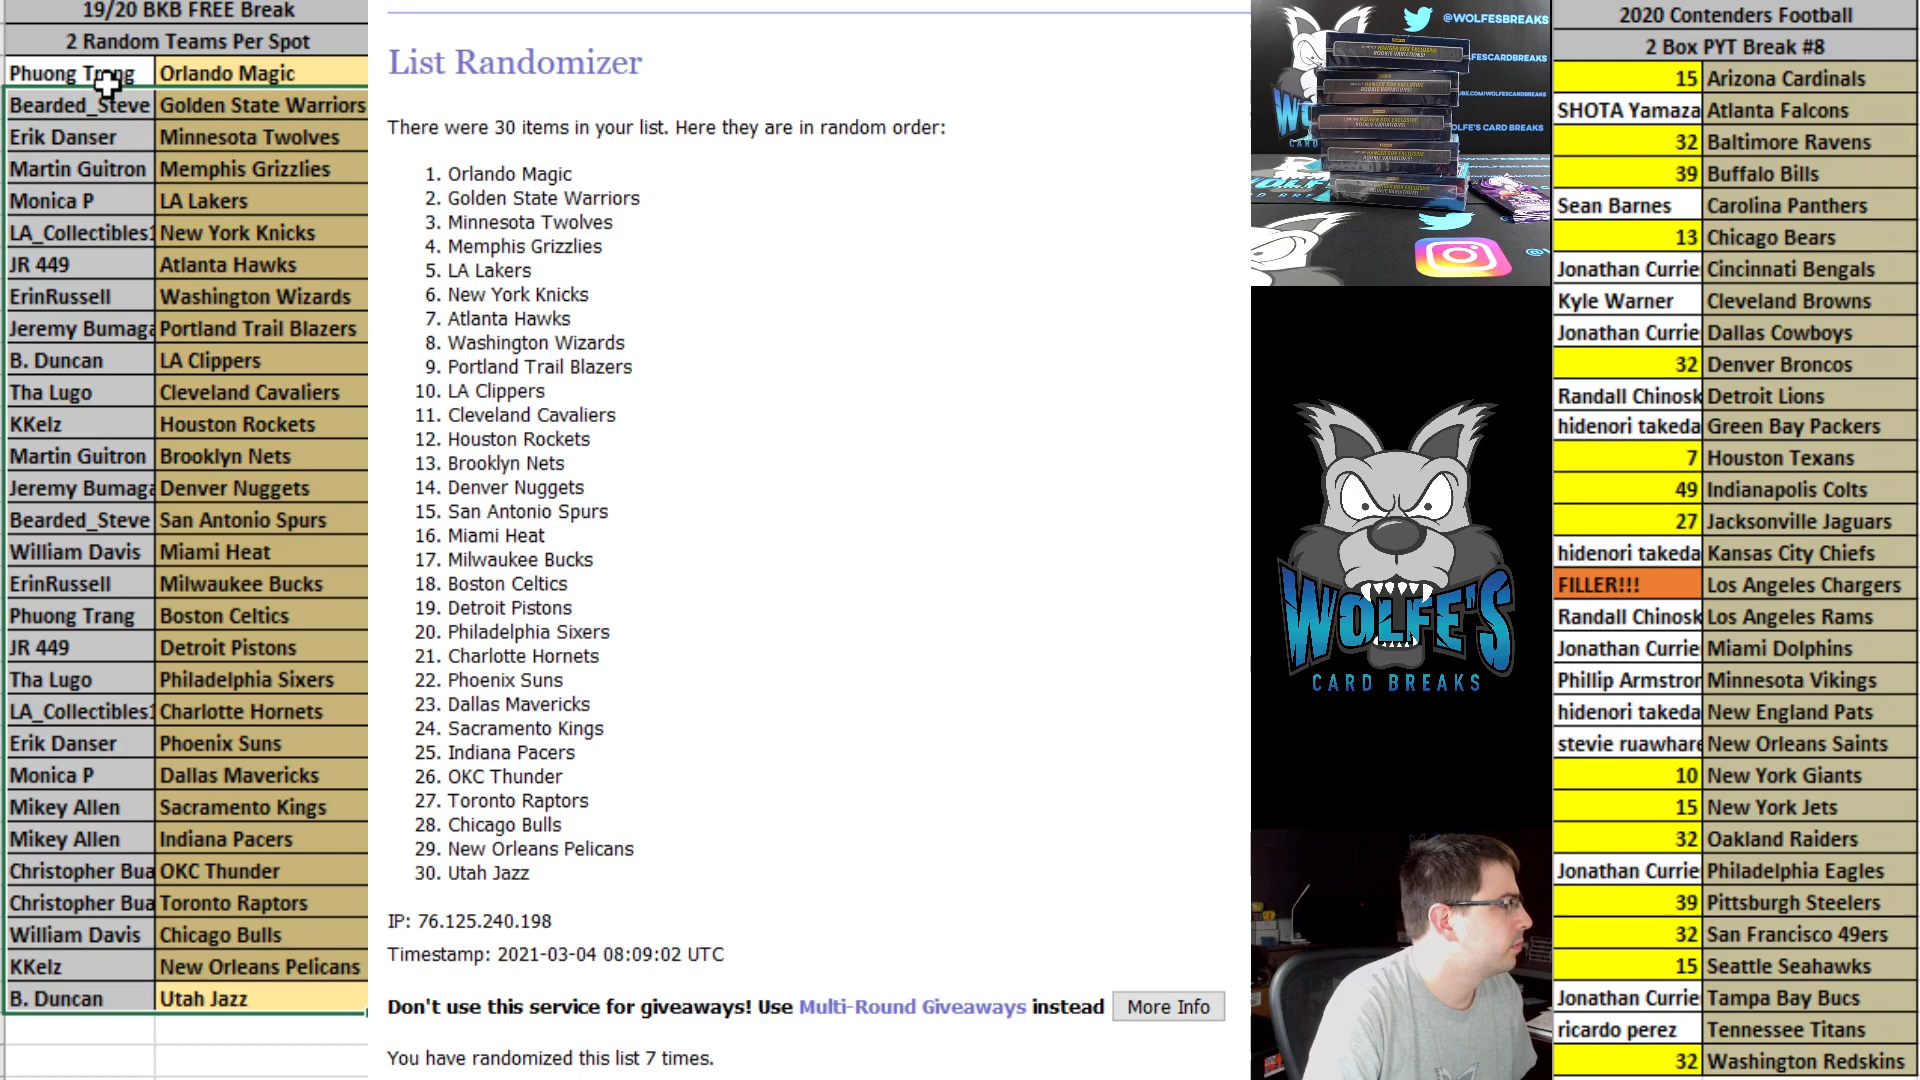 19/20 BKB FREE Break
2 Random Teams Per Spot
Phuong Trang Orlando Magic
Bearded_Steve Golden State Warriors
Erik Danser Minnesota Twolves
Martin Guitron Memphis Grizzlies
Monica P LA Lakers
LA_Collectibles1 New York Knicks
JR 449 Atlanta Hawks
ErinRussell Washington Wizards
Jeremy Bumaga Portland Trail Blazers
B. Duncan LA Clippers
Tha Lugo Cleveland Cavaliers
KKelz Houston Rockets
Martin Guitron Brooklyn Nets
Jeremy Bumaga Denver Nuggets
Bearded_Steve San Antonio Spurs
William Davis Miami Heat
ErinRussell Milwaukee Bucks
Phuong Trang Boston Celtics
JR 449 Detroit Pistons
Tha Lugo Philadelphia Sixers
LA_Collectibles1 Charlotte Hornets
Erik Danser Phoenix Suns
Monica P Dallas Mavericks
Mikey Allen Sacramento Kings
Mikey Allen Indiana Pacers
Christopher Bua OKC Thunder
Christopher Bua Toronto Raptors
William Davis Chicago Bulls
KKelz New Orleans Pelicans
B. Duncan Utah Jazz
List Randomizer
There were 30 items in your list. Here they are in random order:
1. Orlando Magic
2. Golden State Warriors
3. Minnesota Twolves
4. Memphis Grizzlies
5. LA Lakers
6. New York Knicks
7. Atlanta Hawks
8. Washington Wizards
9. Portland Trail Blazers
10. LA Clippers
11. Cleveland Cavaliers
12. Houston Rockets
13. Brooklyn Nets
14. Denver Nuggets
15. San Antonio Spurs
16. Miami Heat
17. Milwaukee Bucks
18. Boston Celtics
19. Detroit Pistons
20. Philadelphia Sixers
21. Charlotte Hornets
22. Phoenix Suns
23. Dallas Mavericks
24. Sacramento Kings
25. Indiana Pacers
26. OKC Thunder
27. Toronto Raptors
28. Chicago Bulls
29. New Orleans Pelicans
30. Utah Jazz
IP: 76.125.240.198
Timestamp: 2021-03-04 08:09:02 UTC
Don't use this service for giveaways! Use Multi-Round Giveaways instead More Info
You have randomized this list 7 times.
@WOLFESBREAKS
FESCARDBREAKS
BE.COM/WOLFESCARDBREAKS
OLFE'S CARD BREAKS
WOLFE'S
CARD BREAKS
2020 Contenders Football
2 Box PYT Break #8
15 Arizona Cardinals
SHOTA Yamaza Atlanta Falcons
32 Baltimore Ravens
39 Buffalo Bills
Sean Barnes Carolina Panthers
13 Chicago Bears
Jonathan Currie Cincinnati Bengals
Kyle Warner Cleveland Browns
Jonathan Currie Dallas Cowboys
32 Denver Broncos
Randall Chinosk Detroit Lions
hidenori takeda Green Bay Packers
7 Houston Texans
49 Indianapolis Colts
27 Jacksonville Jaguars
hidenori takeda Kansas City Chiefs
FILLER!!! Los Angeles Chargers
Randall Chinosk Los Angeles Rams
Jonathan Currie Miami Dolphins
Phillip Armstror Minnesota Vikings
hidenori takeda New England Pats
stevie ruawhare New Orleans Saints
10 New York Giants
15 New York Jets
32 Oakland Raiders
Jonathan Currie Philadelphia Eagles
39 Pittsburgh Steelers
32 San Francisco 49ers
15 Seattle Seahawks
Jonathan Currie Tampa Bay Bucs
ricardo perez Tennessee Titans
32 Washington Redskins